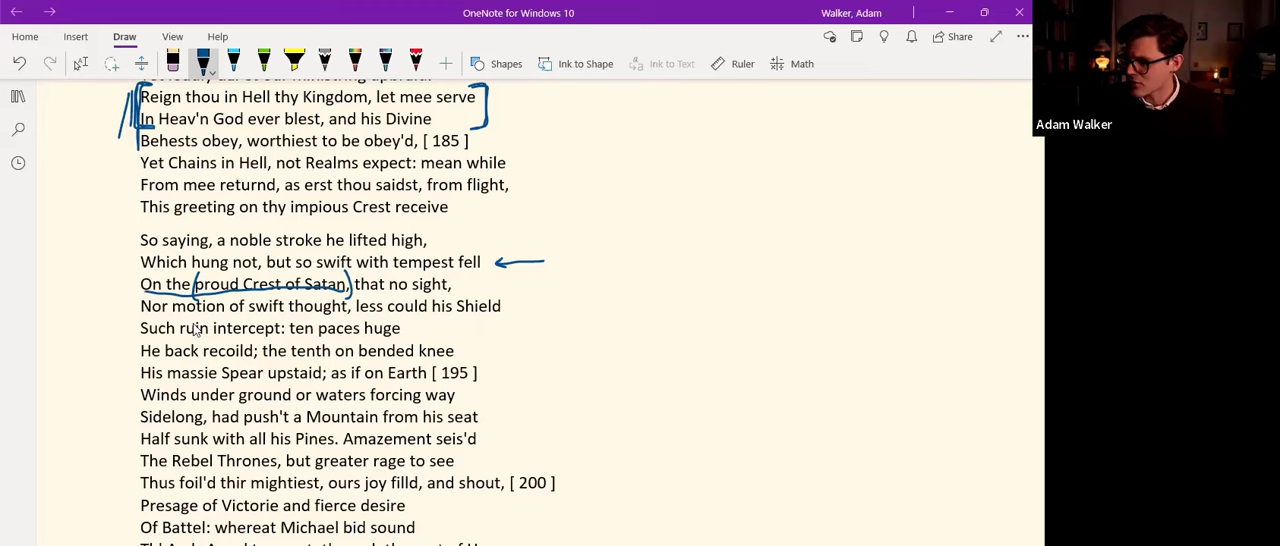 OneNote for Windows 10
Walker, Adam
Home Insert Draw View Help
Share
Shapes Ink to Shape Ink to Text Ruler Math
Reign thou in Hell thy Kingdom, let mee serve
In Heav'n God ever blest, and his Divine
Behests obey, worthiest to be obey'd, [ 185 ]
Yet Chains in Hell, not Realms expect: mean while
From mee returnd, as erst thou saidst, from flight,
This greeting on thy impious Crest receive
So saying, a noble stroke he lifted high,
Which hung not, but so swift with tempest fell
On the proud Crest of Satan, that no sight,
Nor motion of swift thought, less could his Shield
Such ruin intercept: ten paces huge
He back recoild; the tenth on bended knee
His massie Spear upstaid; as if on Earth [ 195 ]
Winds under ground or waters forcing way
Sidelong, had push't a Mountain from his seat
Half sunk with all his Pines. Amazement seis'd
The Rebel Thrones, but greater rage to see
Thus foil'd thir mightiest, ours joy filld, and shout, [ 200 ]
Presage of Victorie and fierce desire
Of Battel: whereat Michael bid sound
Adam Walker